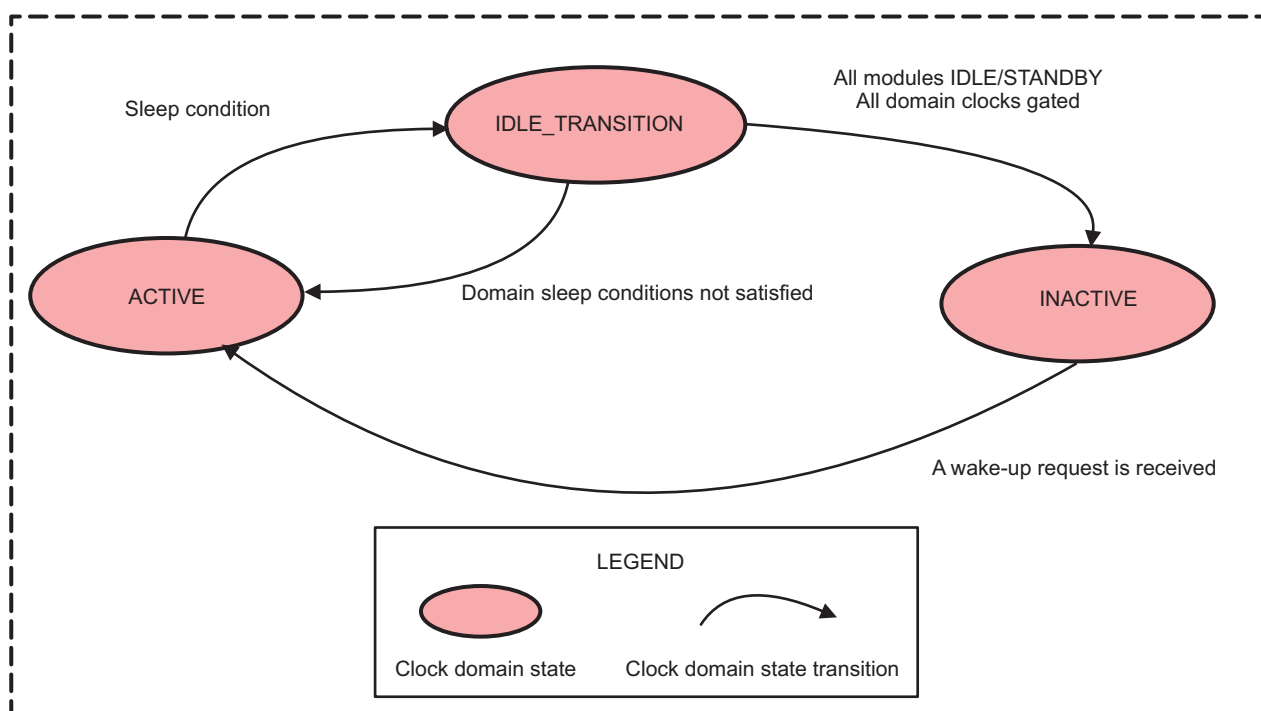 Sleep condition
IDLE_TRANSITION
All modules IDLE/STANDBY
All domain clocks gated
ACTIVE
Domain sleep conditions not satisfied
INACTIVE
A wake-up request is received
LEGEND
Clock domain state
Clock domain state transition